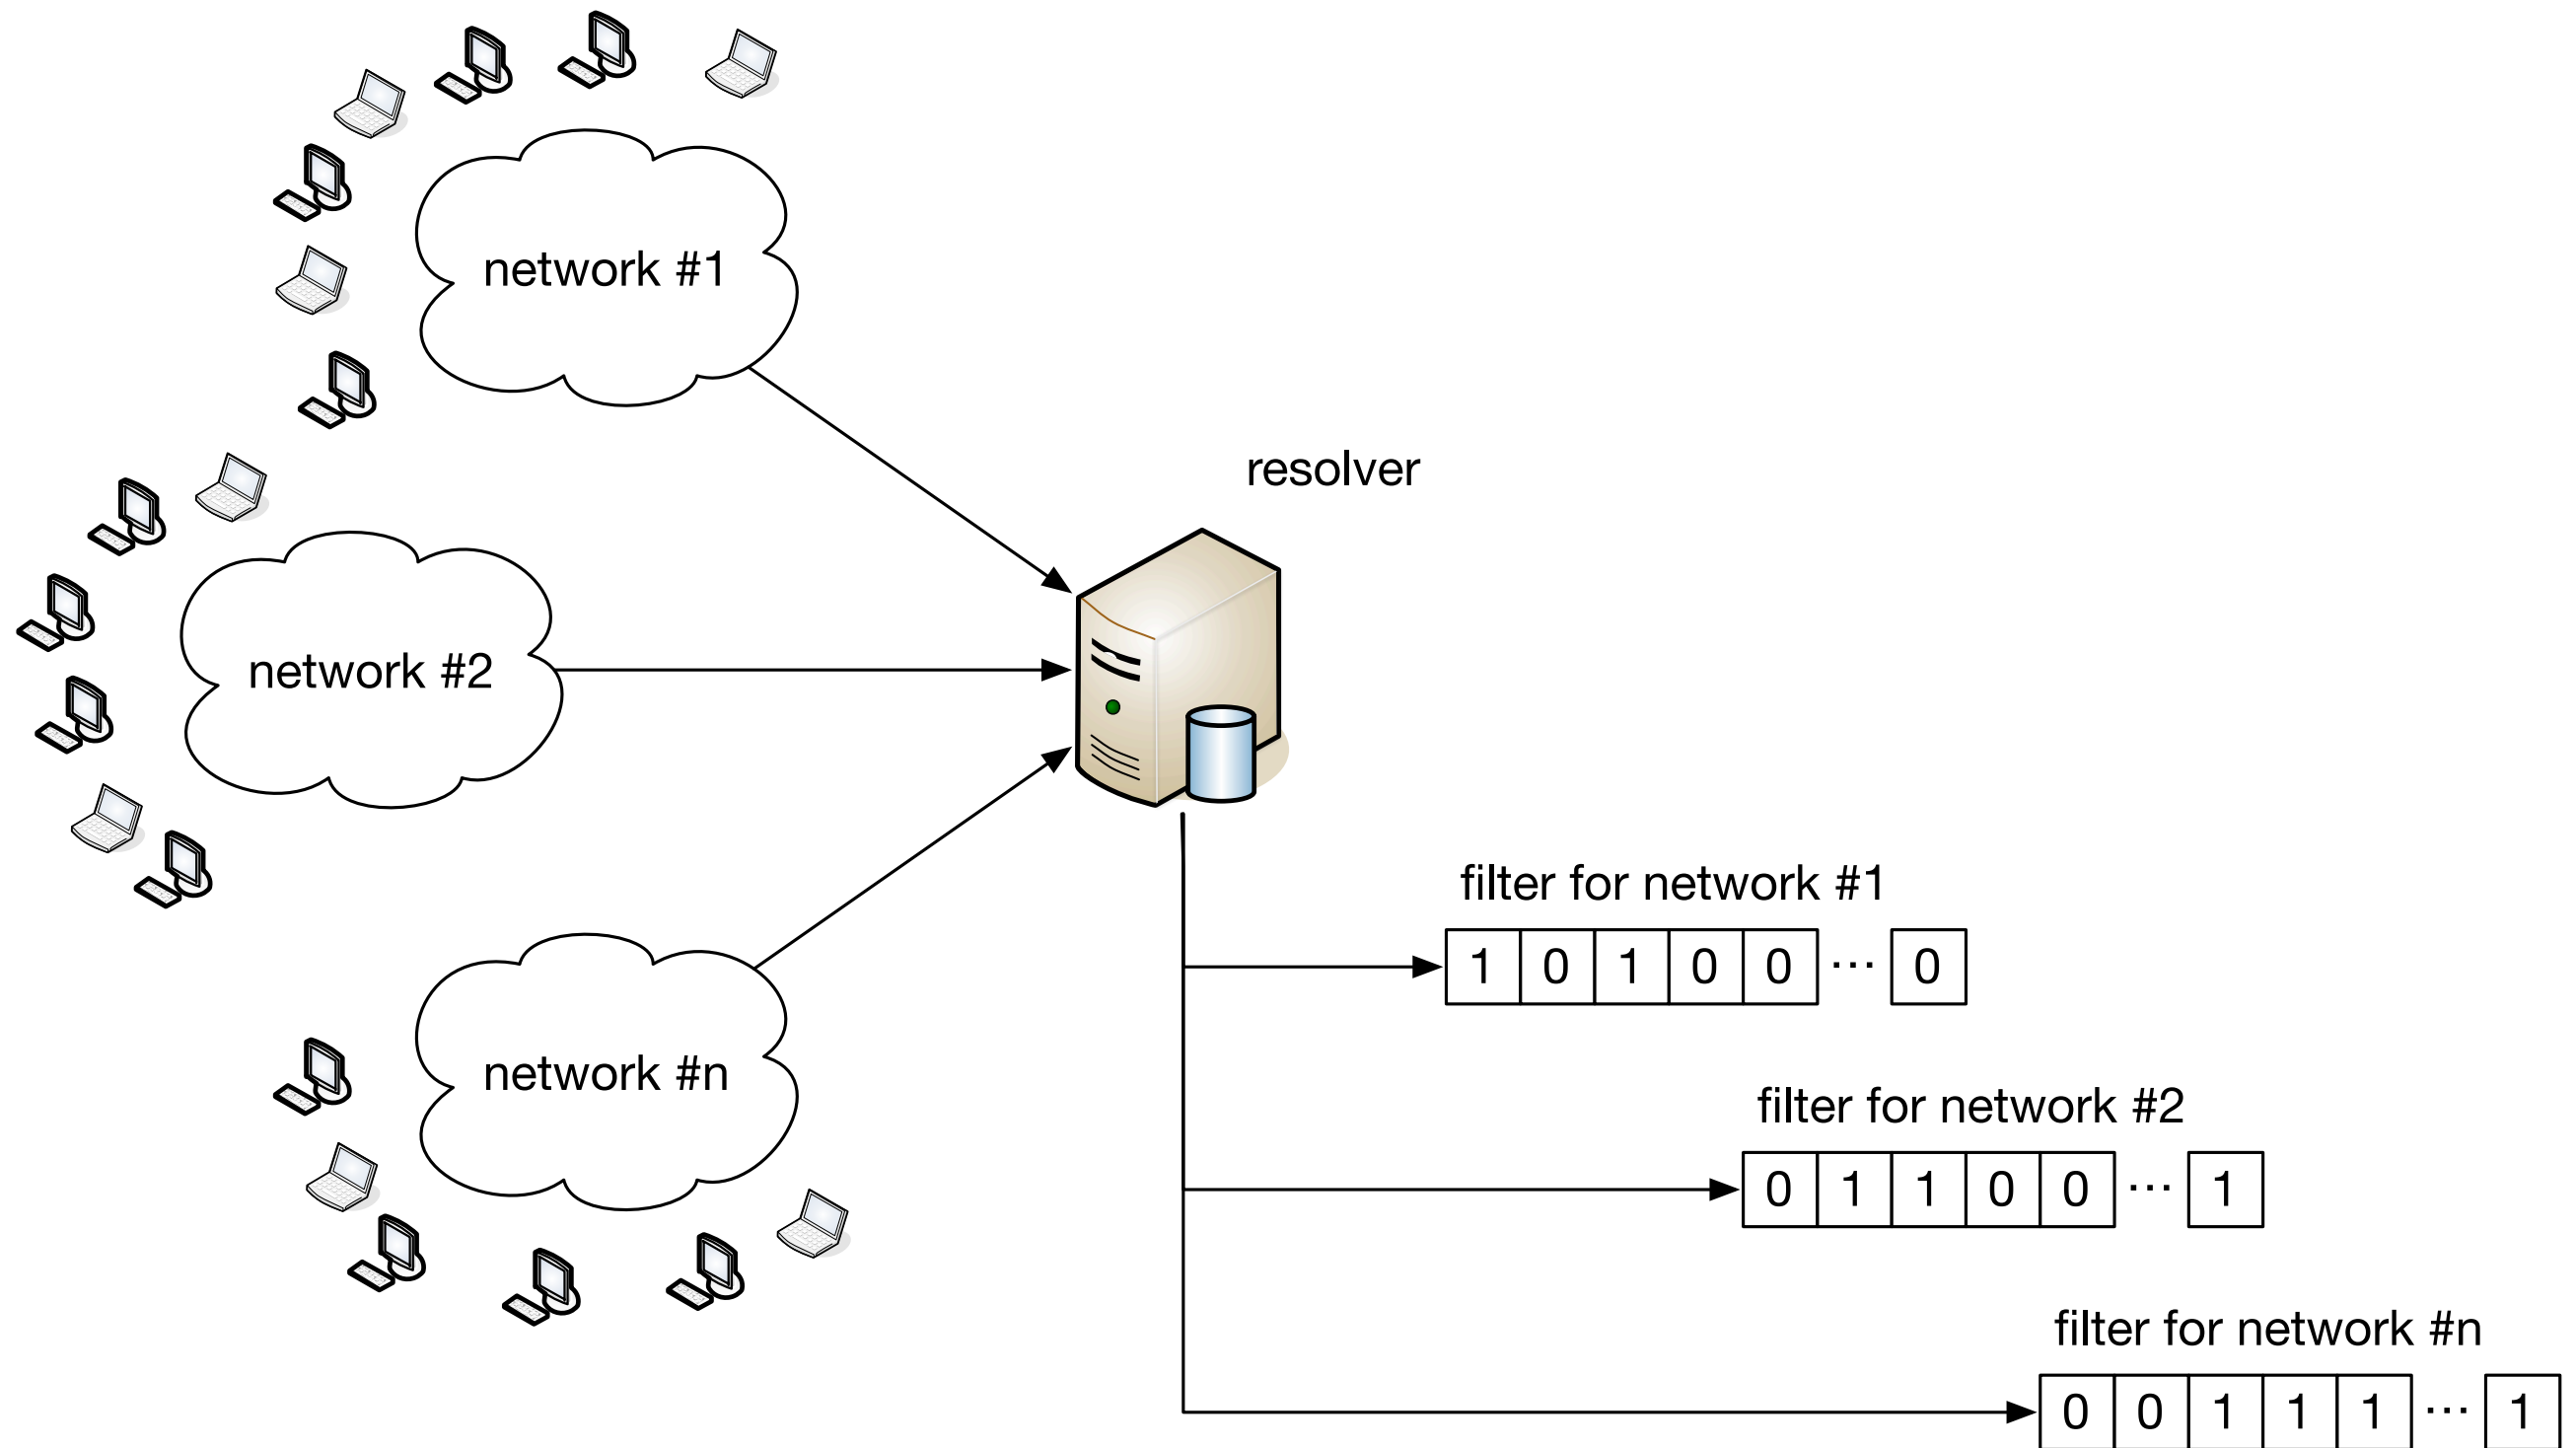 network #1
resolver
network #2
filter for network #1
1 0 1 0 0 ... 0
network #n
filter for network #2
0 1 1 0 0 ... 1
filter for network #n
0 0 1 1 1 ... 1